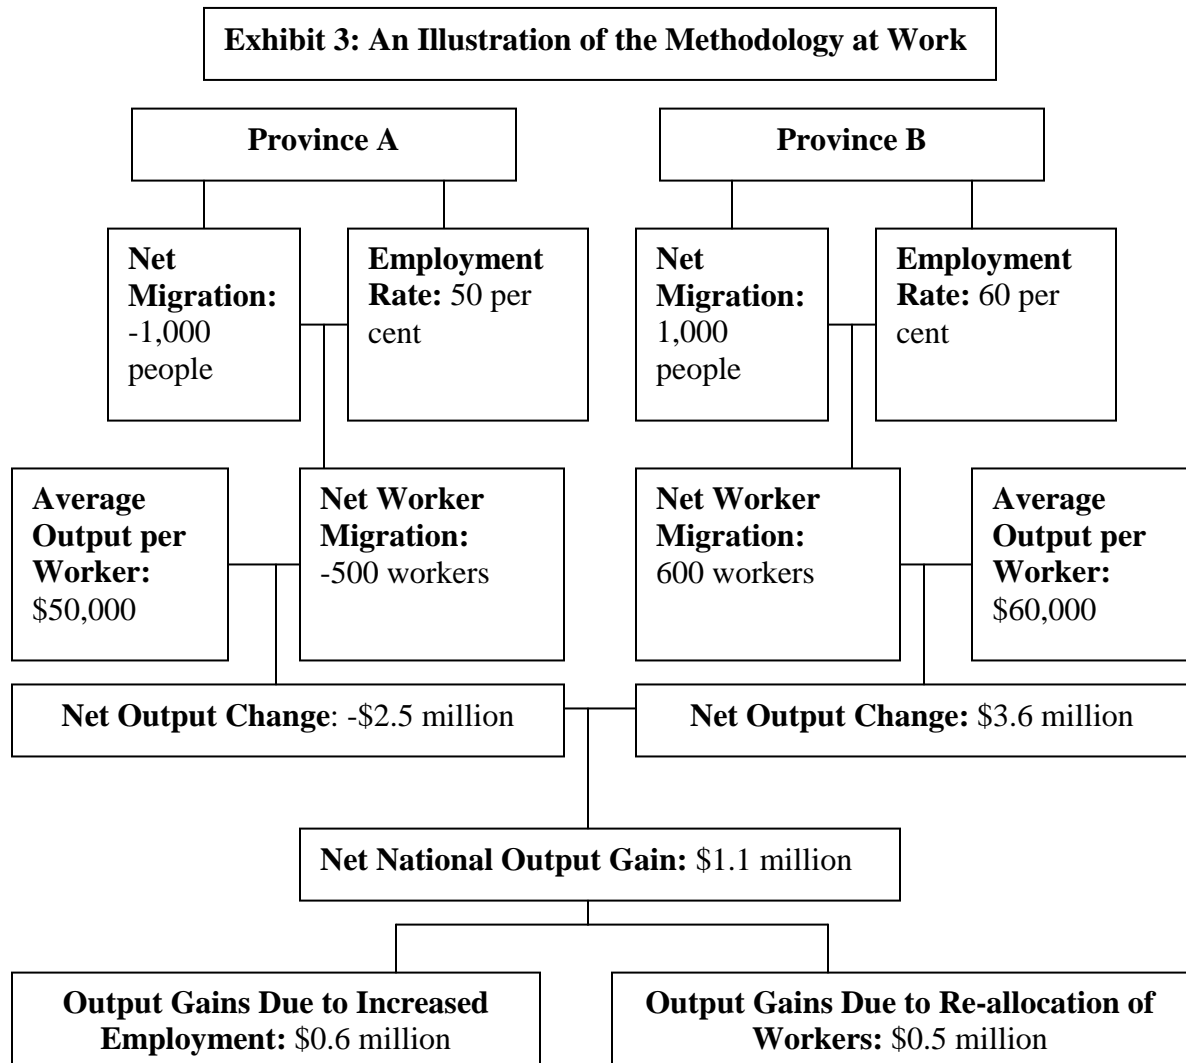 Exhibit 3: An Illustration of the Methodology at Work
Province A
Province B
Net
Migration:
-1,000
people
Employment
Rate: 50 per
cent
Net
Migration:
1,000
people
Employment
Rate: 60 per
cent
Average
Output per
Worker:
$50,000
Net Worker
Migration:
-500 workers
Net Worker
Migration:
600 workers
Average
Output per
Worker:
$60,000
Net Output Change: -$2.5 million
Net Output Change: $3.6 million
Net National Output Gain: $1.1 million
Output Gains Due to Increased
Employment: $0.6 million
Output Gains Due to Re-allocation of
Workers: $0.5 million